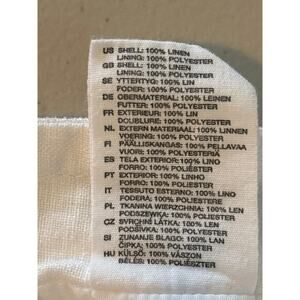 US SHELL: 100% LINEN
LINING: 100% POLYESTER
GB SHELL: 100% LINEN
LINING: 100% POLYESTER
SE YTTERTYG: 100% LIN
FODER: 100% POLYESTER
DE OBERMATERIAL: 100% LEINEN
FUTTER: 100% POLYESTER
FR EXTERIEUR: 100% LIN
DOUBLURE: 100% POLYESTER
NL EXTERN MATERIAAL: 100% LINNEN
VOERING: 100% POLYESTER
FI PÄÄLLISKANGAS: 100% PELLAVAA
VUORI: 100% POLYESTERIA
ES TELA EXTERIOR: 100% LINO
FORRO: 100% POLIÉSTER
PT EXTERIOR: 100% LINHO
FORRO: 100% POLIESTER
IT TESSUTO ESTERNO: 100% LINO
FODERA: 100% POLIESTERE
PL TKANINA WIERZCHNIA: 100% LEN
PODSZEWKA: 100% POLIESTER
CZ SVRCHNÍ LÁTKA: 100% LEN
PODŠÍVKA: 100% POLYESTER
SI ZUNANJE BLAGO: 100% LAN
ČIPKA: 100% POLIESTER
HU KÜLSŐ: 100% VÁSZON
BÉLÉS: 100% POLIÉSZTER